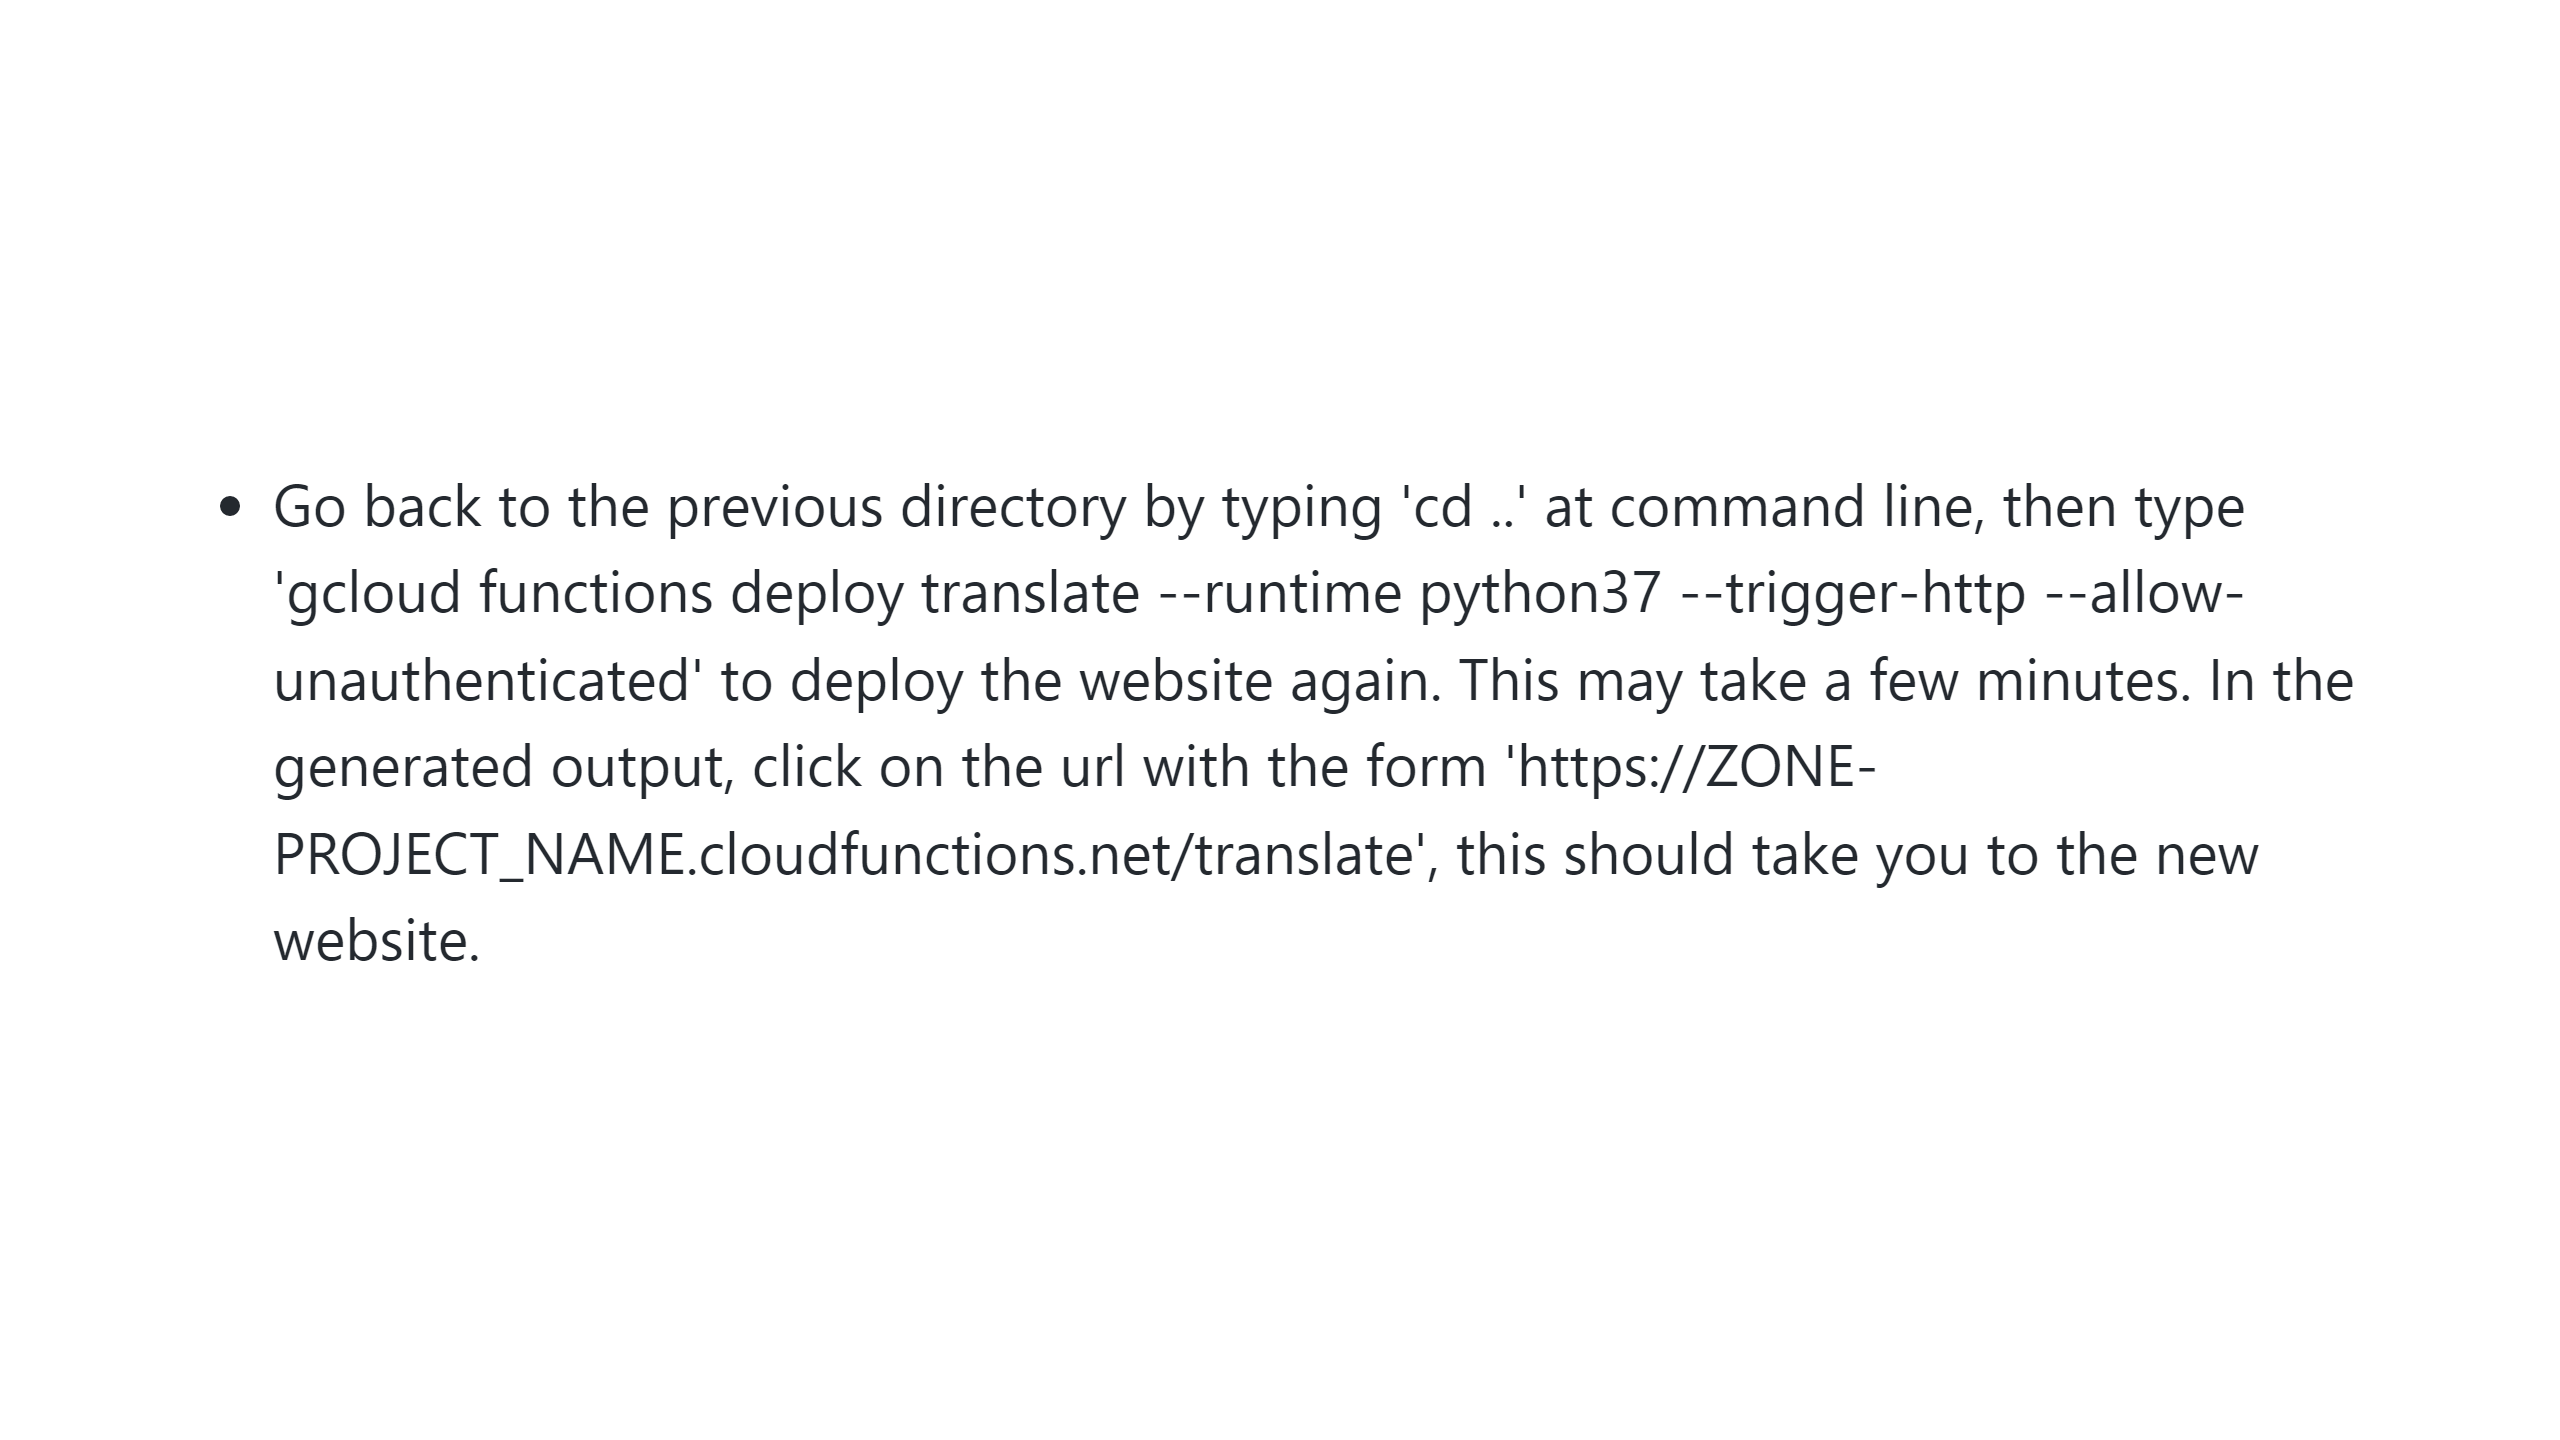 • Go back to the previous directory by typing 'cd ..' at command line, then type
'gcloud functions deploy translate --runtime python37 --trigger-http --allow-
unauthenticated' to deploy the website again. This may take a few minutes. In the
generated output, click on the url with the form 'https://ZONE-
PROJECT_NAME.cloudfunctions.net/translate', this should take you to the new
website.